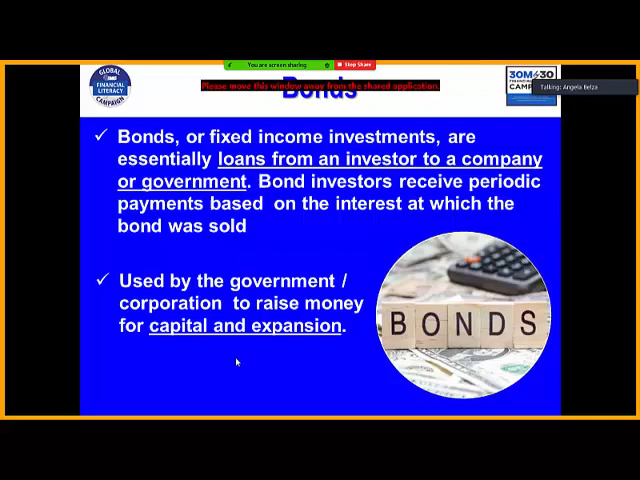 You are screen sharing
Stop Share
Please move this window away from the shared application.
GLOBAL
FINANCIAL
LITERACY
CAMPAIGN
Bonds
30M 30
CAMP
Talking: Angela Belza
✓ Bonds, or fixed income investments, are
essentially loans from an investor to a company
or government. Bond investors receive periodic
payments based on the interest at which the
bond was sold
✓ Used by the government /
corporation to raise money
for capital and expansion.
BONDS